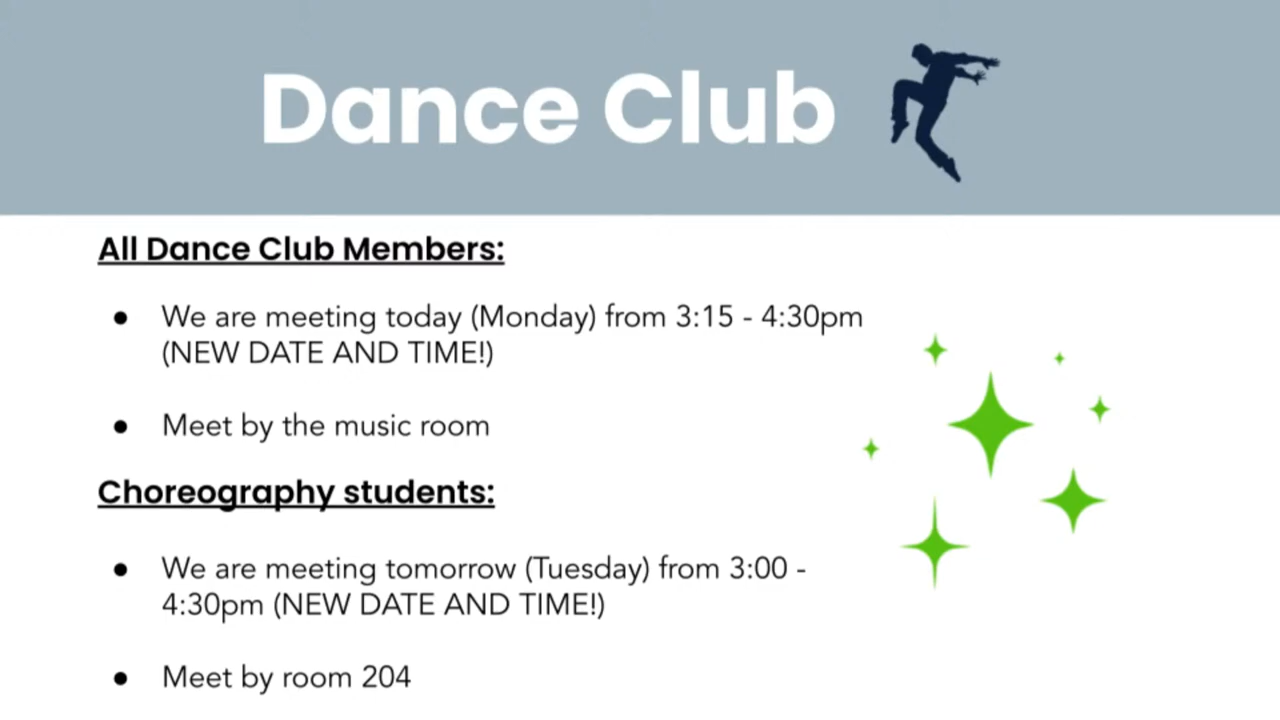 Dance Club
All Dance Club Members:
● We are meeting today (Monday) from 3:15 - 4:30pm
(NEW DATE AND TIME!)
● Meet by the music room
Choreography students:
● We are meeting tomorrow (Tuesday) from 3:00 -
4:30pm (NEW DATE AND TIME!)
● Meet by room 204